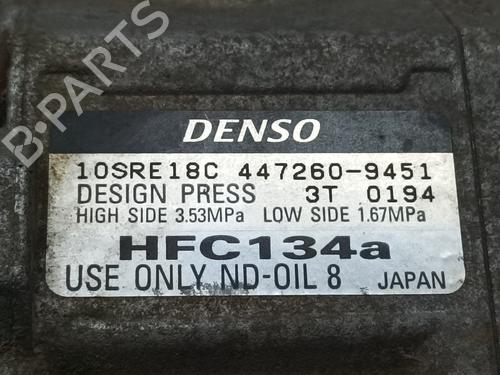 B-PARTS
DENSO
10SRE18C 447260-9451
DESIGN PRESS 3T 0194
HIGH SIDE 3.53MPa LOW SIDE 1.67MPa
HFC134a
USE ONLY ND-OIL 8 JAPAN